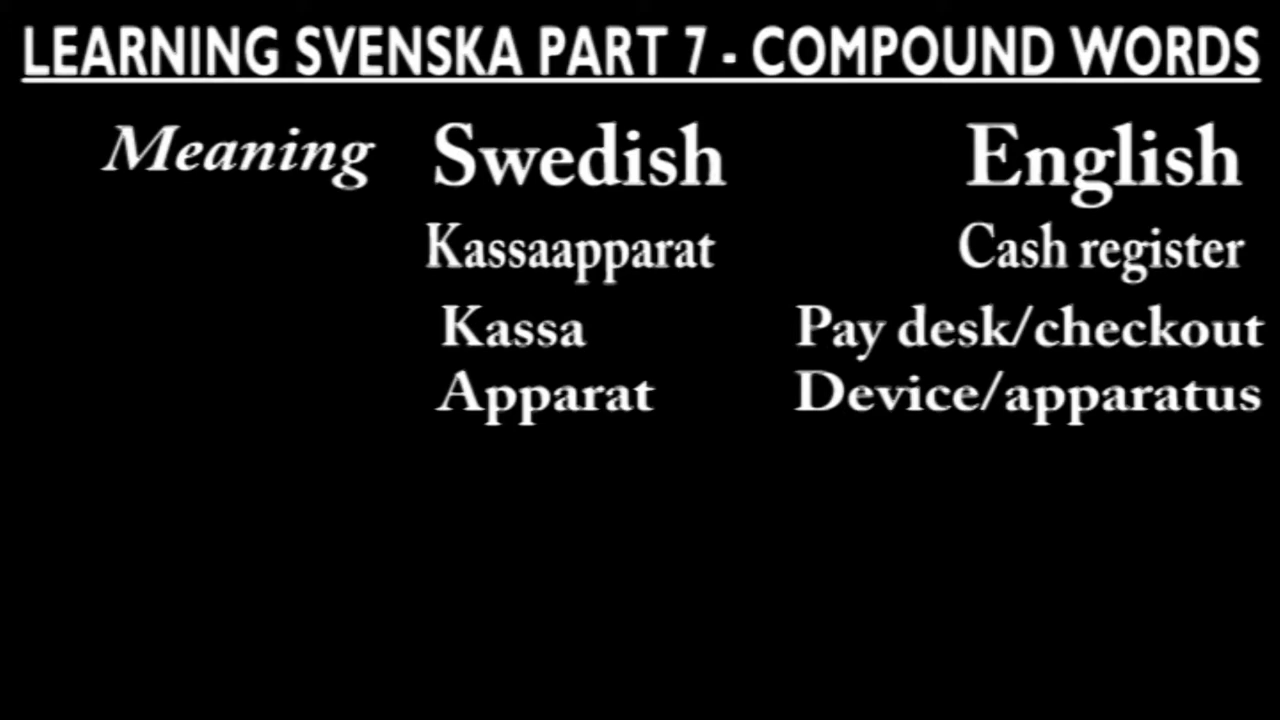 LEARNING SVENSKA PART 7 - COMPOUND WORDS
Meaning Swedish English
Kassaapparat Cash register
Kassa Pay desk/checkout
Apparat Device/apparatus